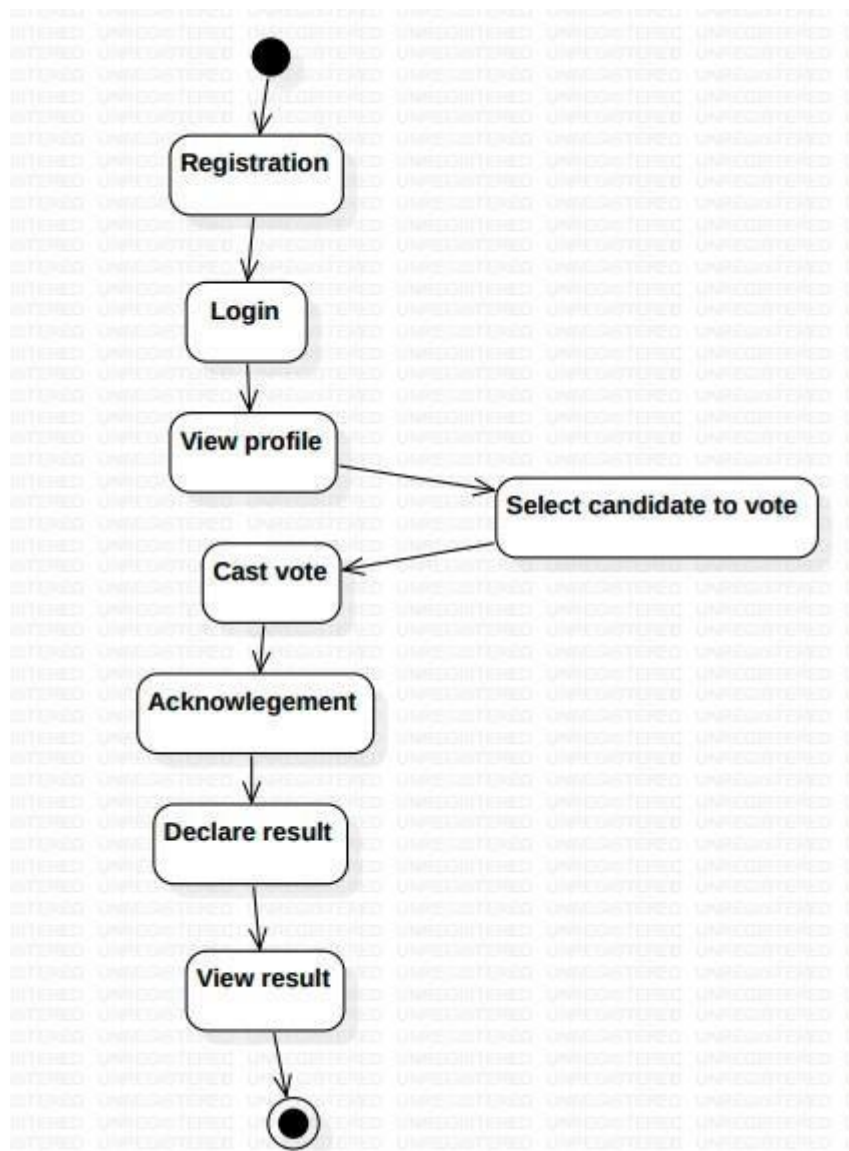 Registration
Login
View profile
Select candidate to vote
Cast vote
Acknowlegement
Declare result
View result